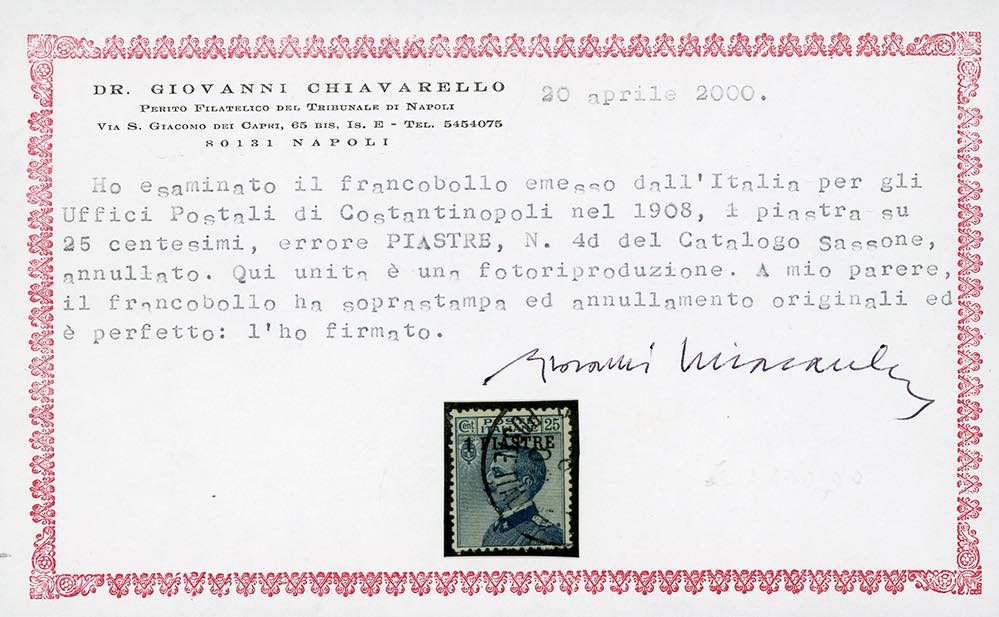 DR. GIOVANNI CHIAVARELLO
PERITO FILATELICO DEL TRIBUNALE DI NAPOLI
VIA S. GIACOMO DEI CAPRI, 65 BIS, IS. E - TEL. 5454075
80131 NAPOLI
20 aprile 2000.
Ho esaminato il francobollo emesso dall'Italia per gli
Uffici Postali di Costantinopoli nel 1908, 1 piastra su
25 centesimi, errore PIASTRE, N. 4d del Catalogo Sassone,
annullato. Qui unita è una fotoriproduzione. A mio parere,
il francobollo ha soprastampa ed annullamento originali ed
è perfetto: l'ho firmato.
Giovanni Chiavarello
Cent. POSTE 25
ITALIANE
1 PIASTRE